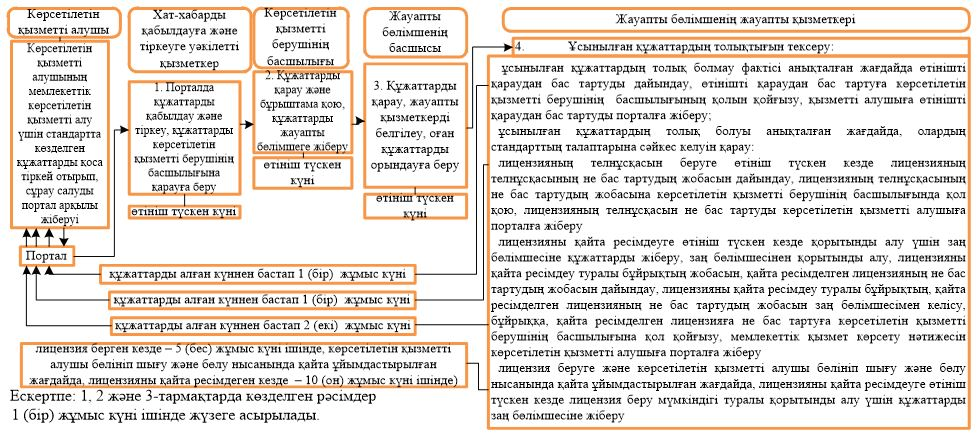 Көрсетілетін
қызметті алушы
Хат-хабарды
қабылдауға және
тіркеуге уәкілетті
қызметкер
Көрсетілетін
қызметті
берушінің
басшылығы
Жауапты
бөлімшенің
басшысы
Жауапты бөлімшенің жауапты қызметкері
Көрсетілетін
қызметті
алушының
мемлекеттік
көрсетілетін
қызметті алу
үшін стандартта
көзделген
құжаттарды қоса
тіркей отырып,
сұрау салуды
портал арқылы
жіберуі
1. Порталда
құжаттарды
қабылдау және
тіркеу, құжаттарды
көрсетілетін
қызметті берушінің
басшылығына
қарауға беру
өтініш түскен күні
2. Құжаттарды
қарау және
бұрыштама қою,
құжаттарды
жауапты
бөлімшеге жіберу
өтініш түскен
күні
3. Құжаттарды
қарау, жауапты
қызметкерді
белгілеу, оған
құжаттарды
орындауға беру
өтініш түскен
күні
4. Ұсынылған құжаттардың толықтығын тексеру:
ұсынылған құжаттардың толық болмау фактісі анықталған жағдайда өтінішті
қараудан бас тартуды дайындау, өтінішті қараудан бас тартуға көрсетілетін
қызметті берушінің басшылығының қолын қойғызу, қызметті алушыға өтінішті
қараудан бас тартуды порталға жіберу;
ұсынылған құжаттардың толық болуы анықталған жағдайда, олардың
стандарттың талаптарына сәйкес келуін қарау:
лицензияның телнұсқасын беруге өтініш түскен кезде лицензияның
телнұсқасының не бас тартудың жобасын дайындау, лицензияның телнұсқасының
не бас тартудың жобасына көрсетілетін қызметті берушінің басшылығында қол
қою, лицензияның телнұсқасын не бас тартуды көрсетілетін қызметті алушыға
порталға жіберу
лицензияны қайта ресімдеуге өтініш түскен кезде қорытынды алу үшін заң
бөлімшесіне құжаттарды жіберу, заң бөлімшесінен қорытынды алу, лицензияны
қайта ресімдеу туралы бұйрықтың жобасын, қайта ресімделген лицензияның не бас
тартудың жобасын дайындау, лицензияны қайта ресімдеу туралы бұйрықтың, қайта
ресімделген лицензияның не бас тартудың жобасын заң бөлімшесімен келісу,
бұйрыққа, қайта ресімделген лицензияға не бас тартуға көрсетілетін қызметті
берушінің басшылығына қол қойғызу, мемлекеттік қызмет көрсету нәтижесін
көрсетілетін қызметті алушыға порталға жіберу
лицензия беруге және көрсетілетін қызметті алушы бөлініп шығу және бөлу
нысанында қайта ұйымдастырылған жағдайда, лицензияны қайта ресімдеуге өтініш
түскен кезде лицензия беру мүмкіндігі туралы қорытынды алу үшін құжаттарды
заң бөлімшесіне жіберу
Портал
құжаттарды алған күннен бастап 1 (бір) жұмыс күні
құжаттарды алған күннен бастап 1 (бір) жұмыс күні
құжаттарды алған күннен бастап 2 (екі) жұмыс күні
лицензия берген кезде – 5 (бес) жұмыс күні ішінде, көрсетілетін қызметті
алушы бөлініп шығу және бөлу нысанында қайта ұйымдастырылған
жағдайда, лицензияны қайта ресімдеген кезде – 10 (он) жұмыс күні ішінде)
Ескертпе: 1, 2 және 3-тармақтарда көзделген рәсімдер
1 (бір) жұмыс күні ішінде жүзеге асырылады.